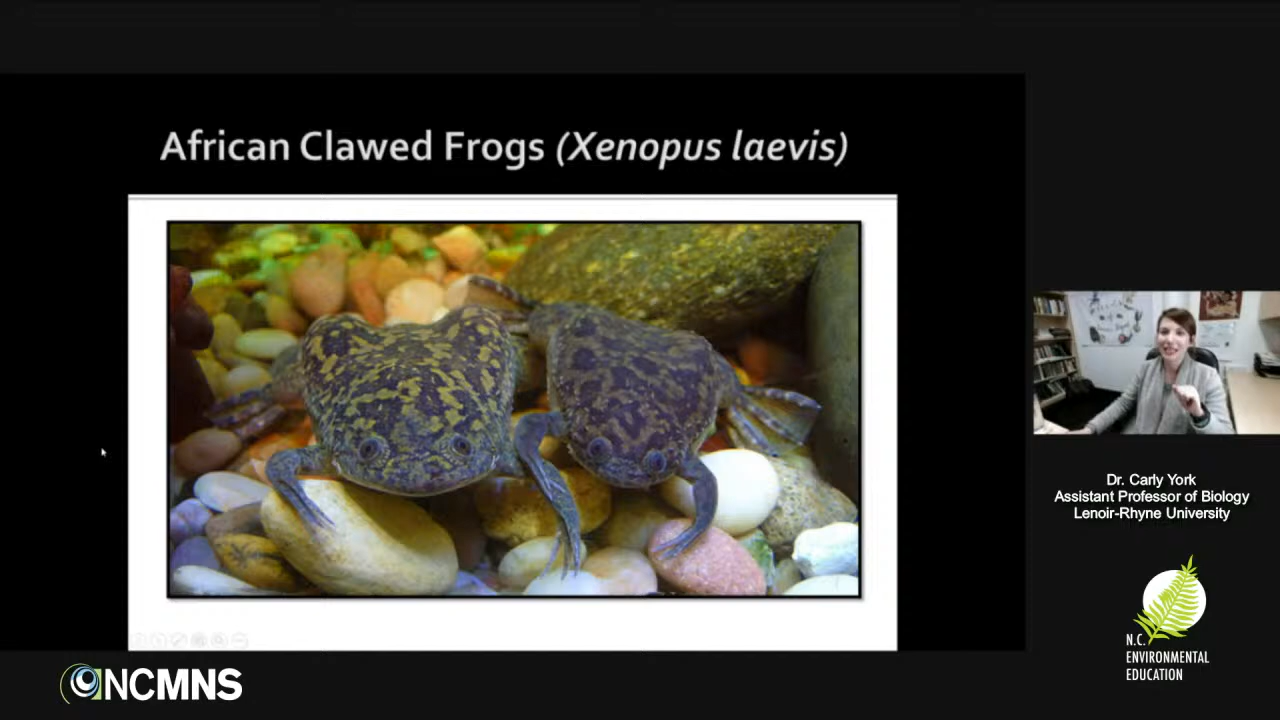 African Clawed Frogs (Xenopus laevis)
Dr. Carly York
Assistant Professor of Biology
Lenoir-Rhyne University
N.C.
ENVIRONMENTAL
EDUCATION
NCMNS